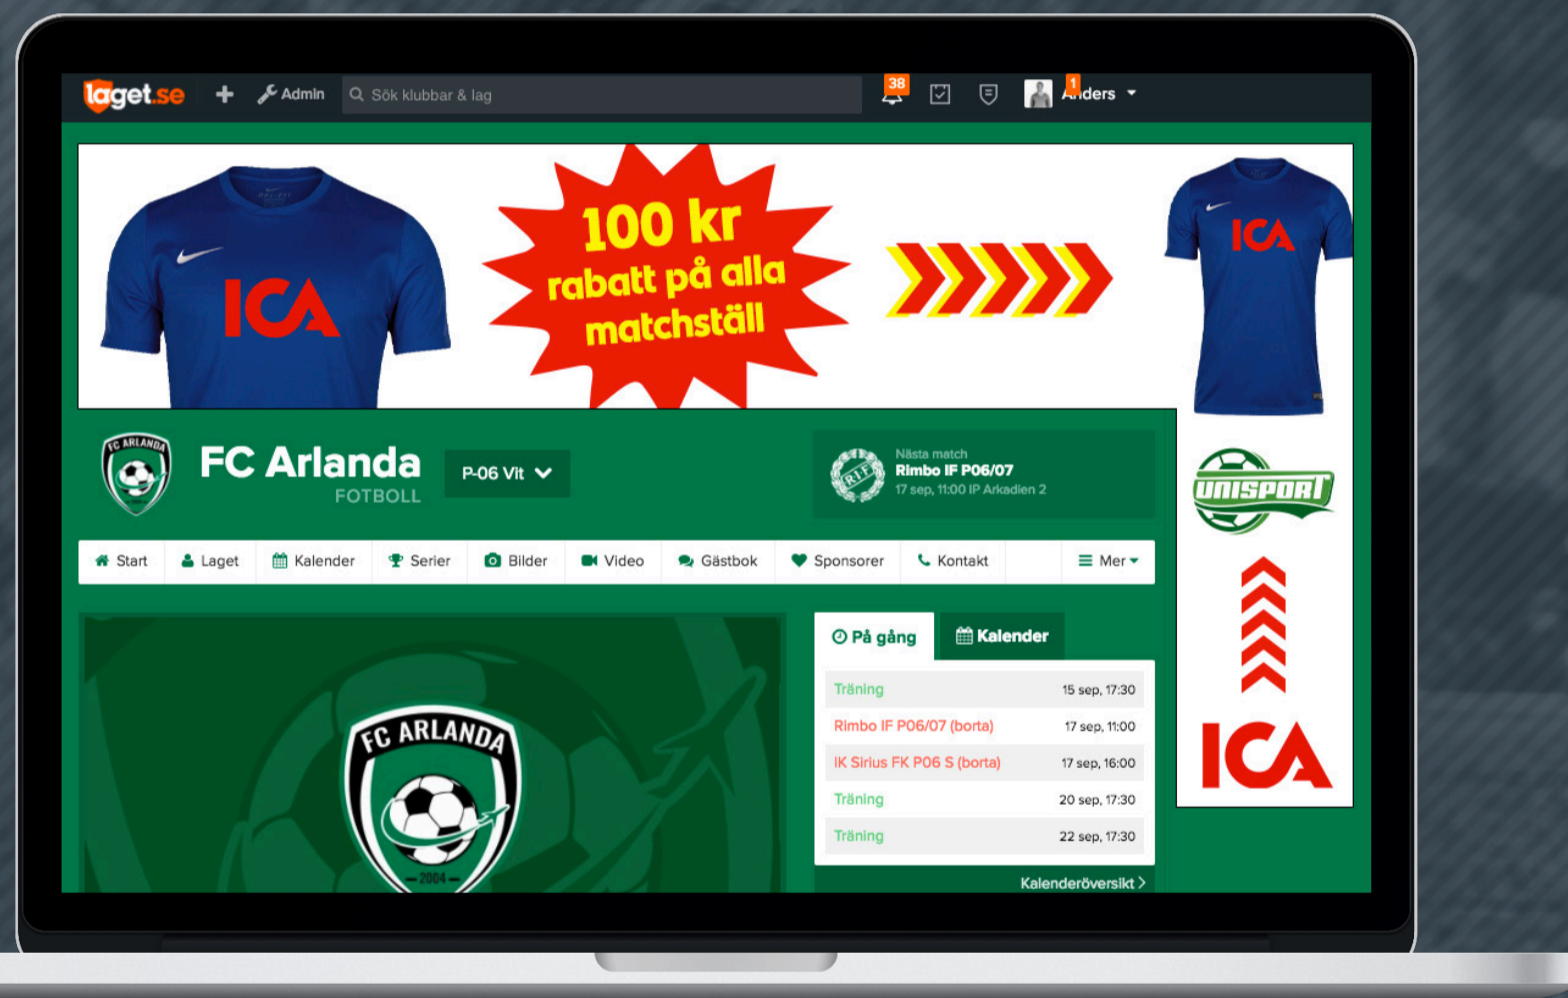 laget.se
Admin
Sök klubbar & lag
38
1
Anders
ICA
100 kr
rabatt på alla
matchställ
ICA
FC ARLANDA
FC Arlanda
FOTBOLL
P-06 Vit
RIF
Nästa match
Rimbo IF P06/07
17 sep, 11:00 IP Arkadien 2
UNISPORT
Start
Laget
Kalender
Serier
Bilder
Video
Gästbok
Sponsorer
Kontakt
Mer
På gång
Kalender
Träning 15 sep, 17:30
Rimbo IF P06/07 (borta) 17 sep, 11:00
IK Sirius FK P06 S (borta) 17 sep, 16:00
Träning 20 sep, 17:30
Träning 22 sep, 17:30
Kalenderöversikt
ICA
FC ARLANDA
2004